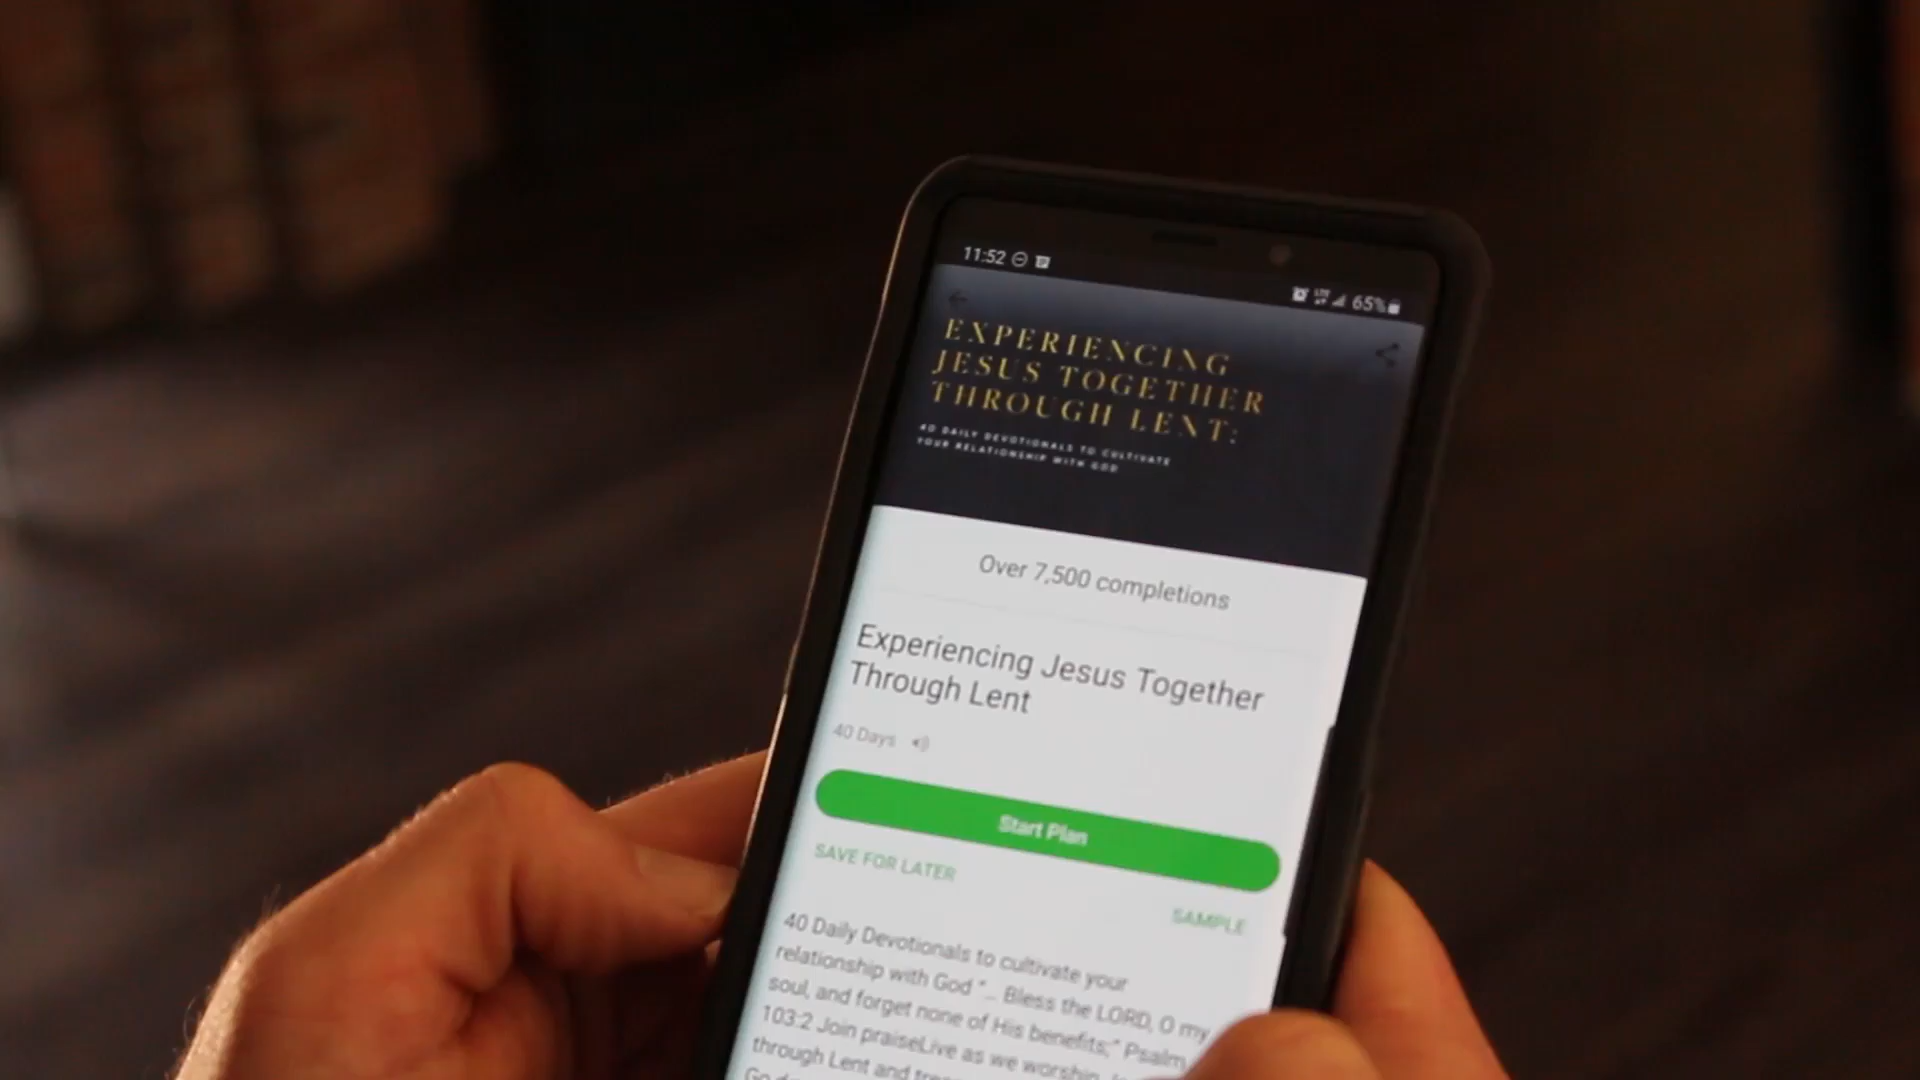 11:52
LTE 65%
EXPERIENCING
JESUS TOGETHER
THROUGH LENT:
40 DAILY DEVOTIONALS TO CULTIVATE
YOUR RELATIONSHIP WITH GOD
Over 7,500 completions
Experiencing Jesus Together
Through Lent
40 Days
Start Plan
SAVE FOR LATER
SAMPLE
40 Daily Devotionals to cultivate your
relationship with God "... Bless the LORD, O my
soul, and forget none of His benefits;" Psalm
103:2 Join praiseLive as we worship
through Lent and